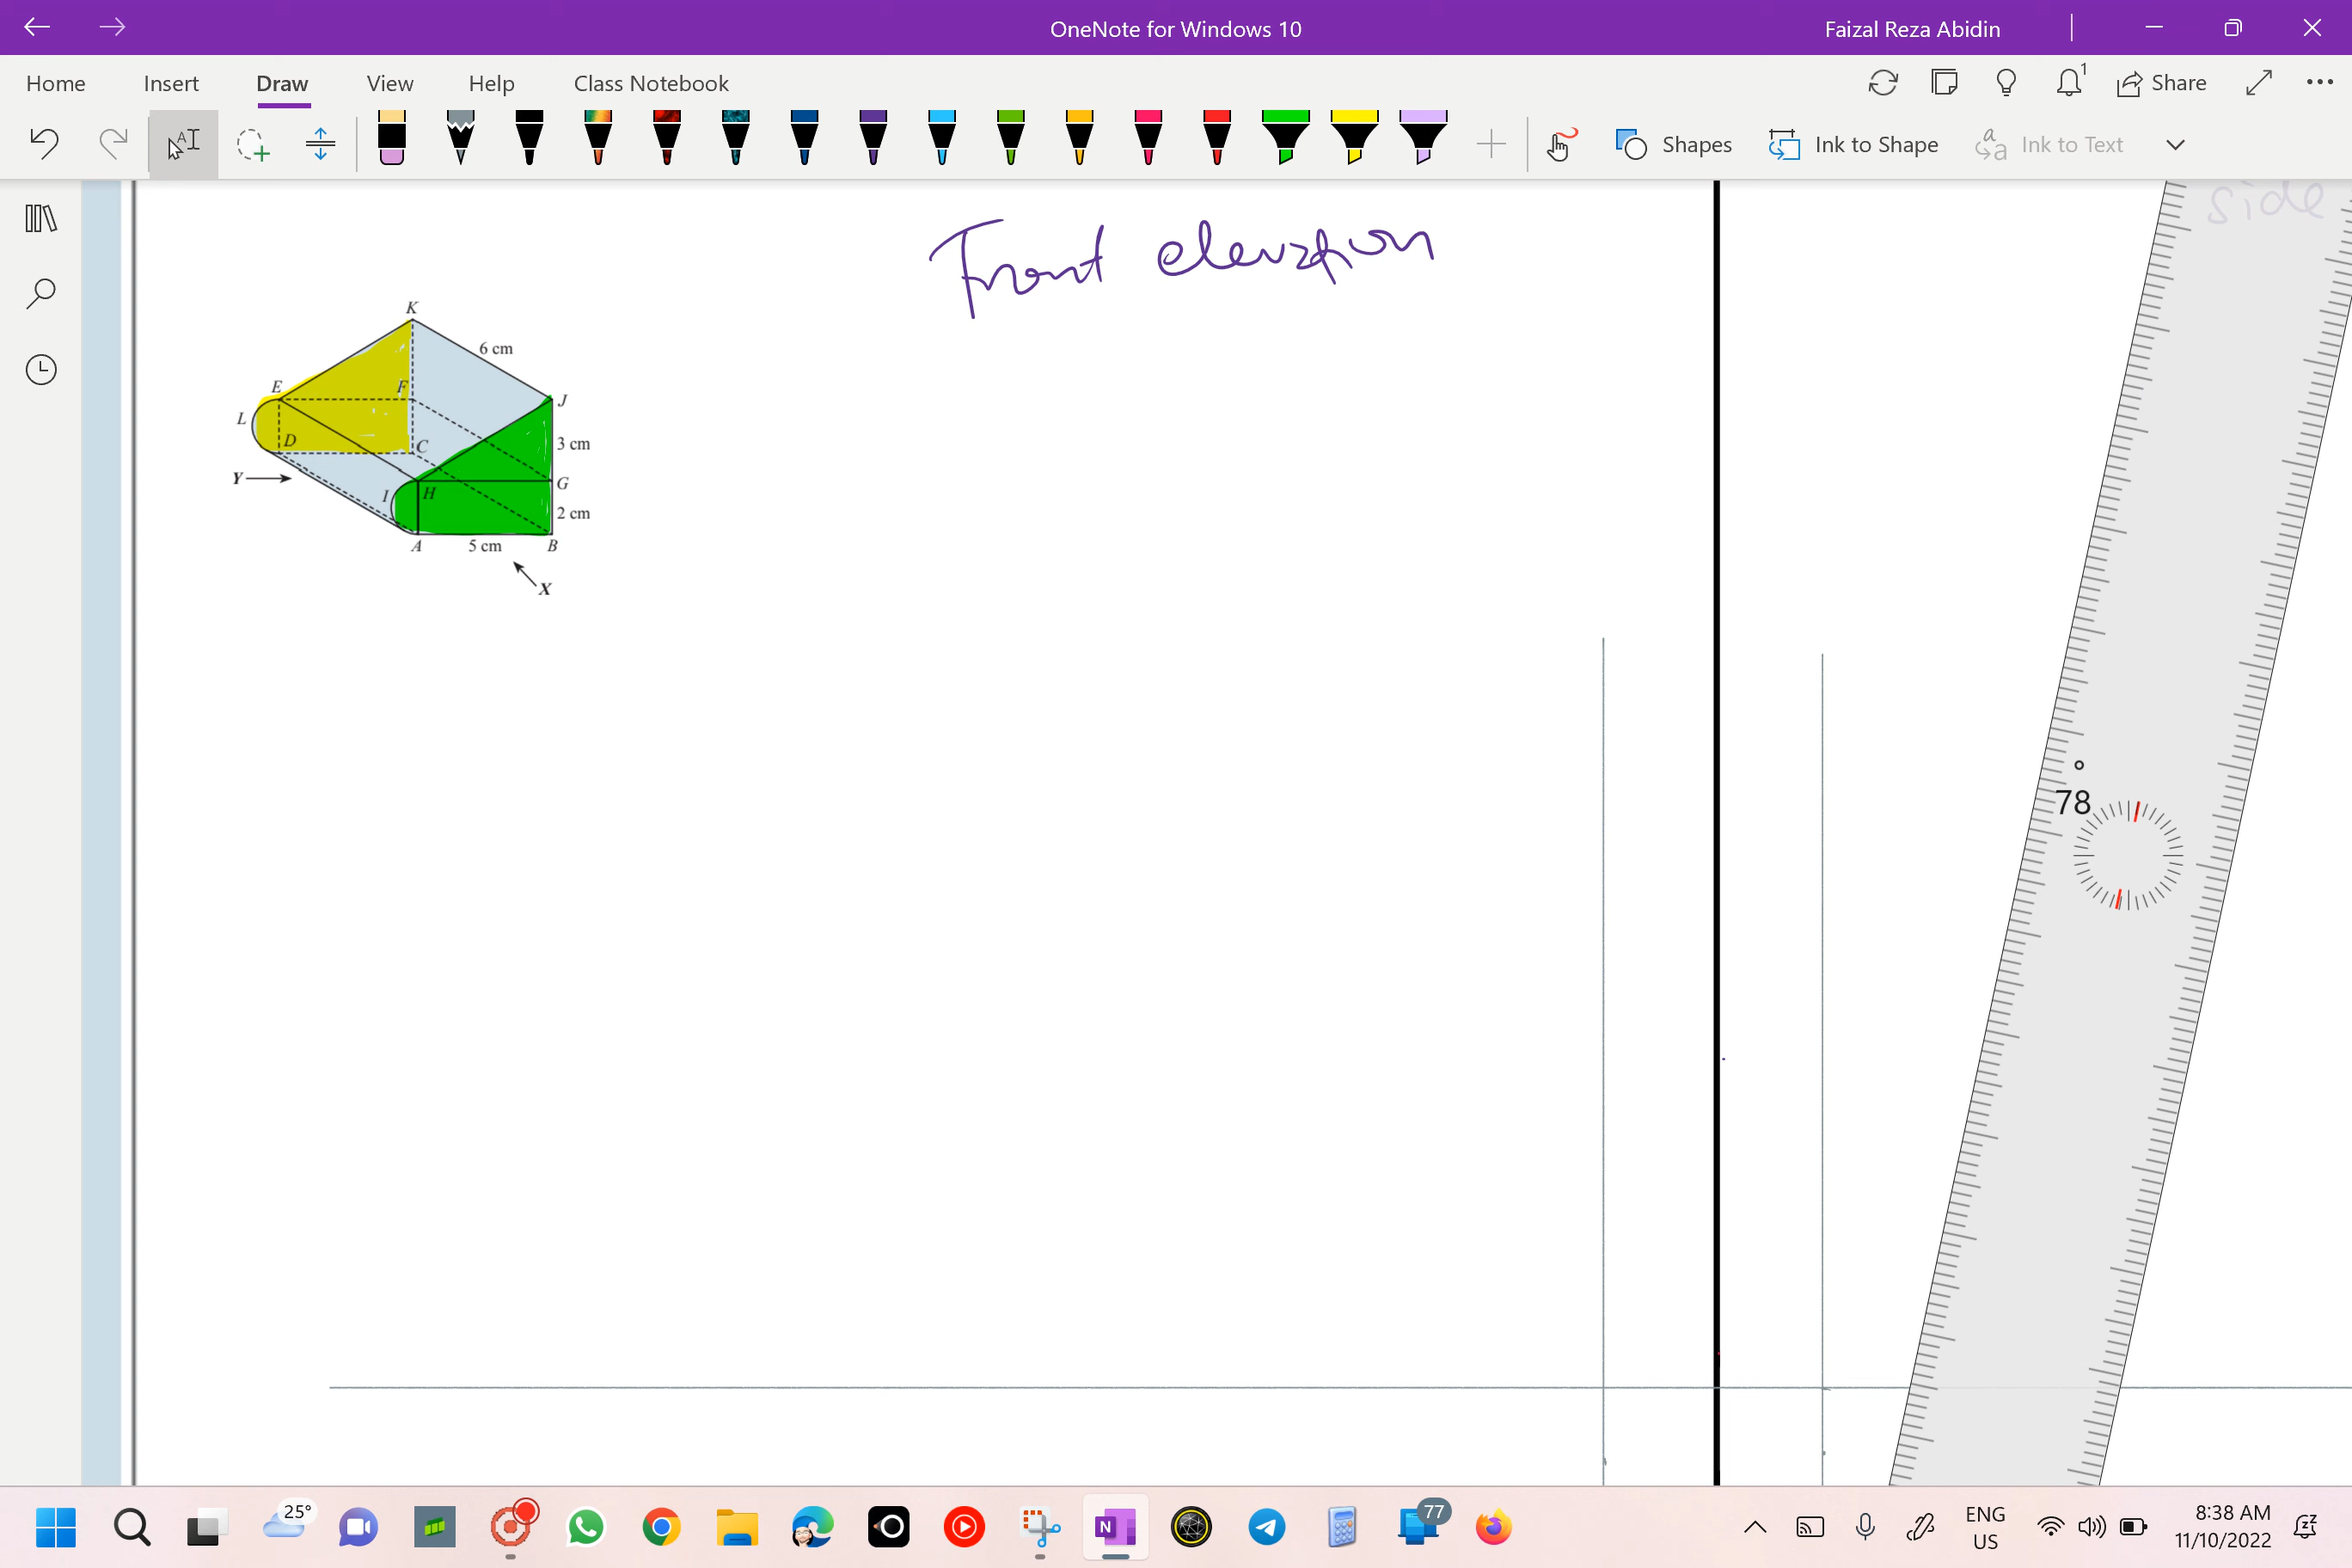 OneNote for Windows 10
Faizal Reza Abidin
Home Insert Draw View Help Class Notebook
1
Share
Shapes
Ink to Shape
Ink to Text
side
Front elevation
K
6 cm
E F
J
L
D C
3 cm
Y
I H
G
2 cm
A 5 cm B
X
°
78
25°
77
ENG
US
8:38 AM
11/10/2022